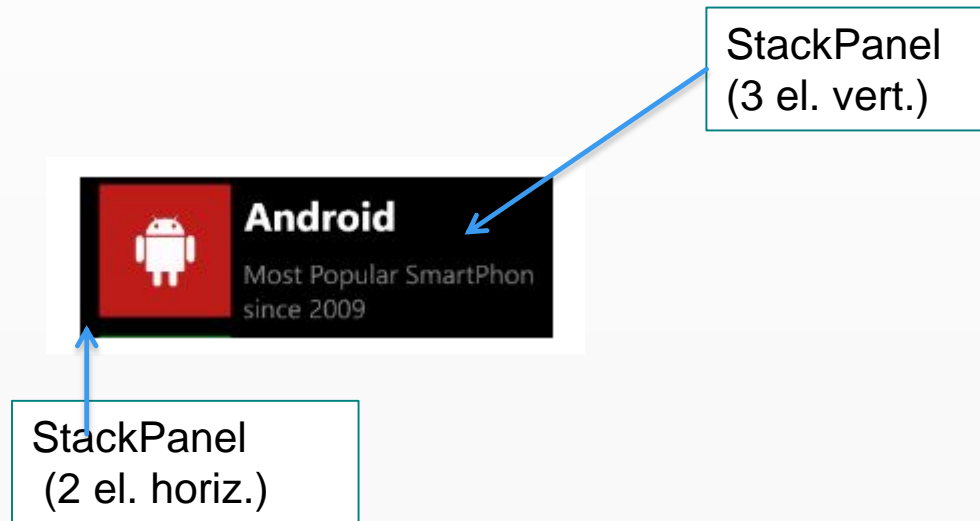 StackPanel
(3 el. vert.)
Android
Most Popular SmartPhon
since 2009
StackPanel
(2 el. horiz.)